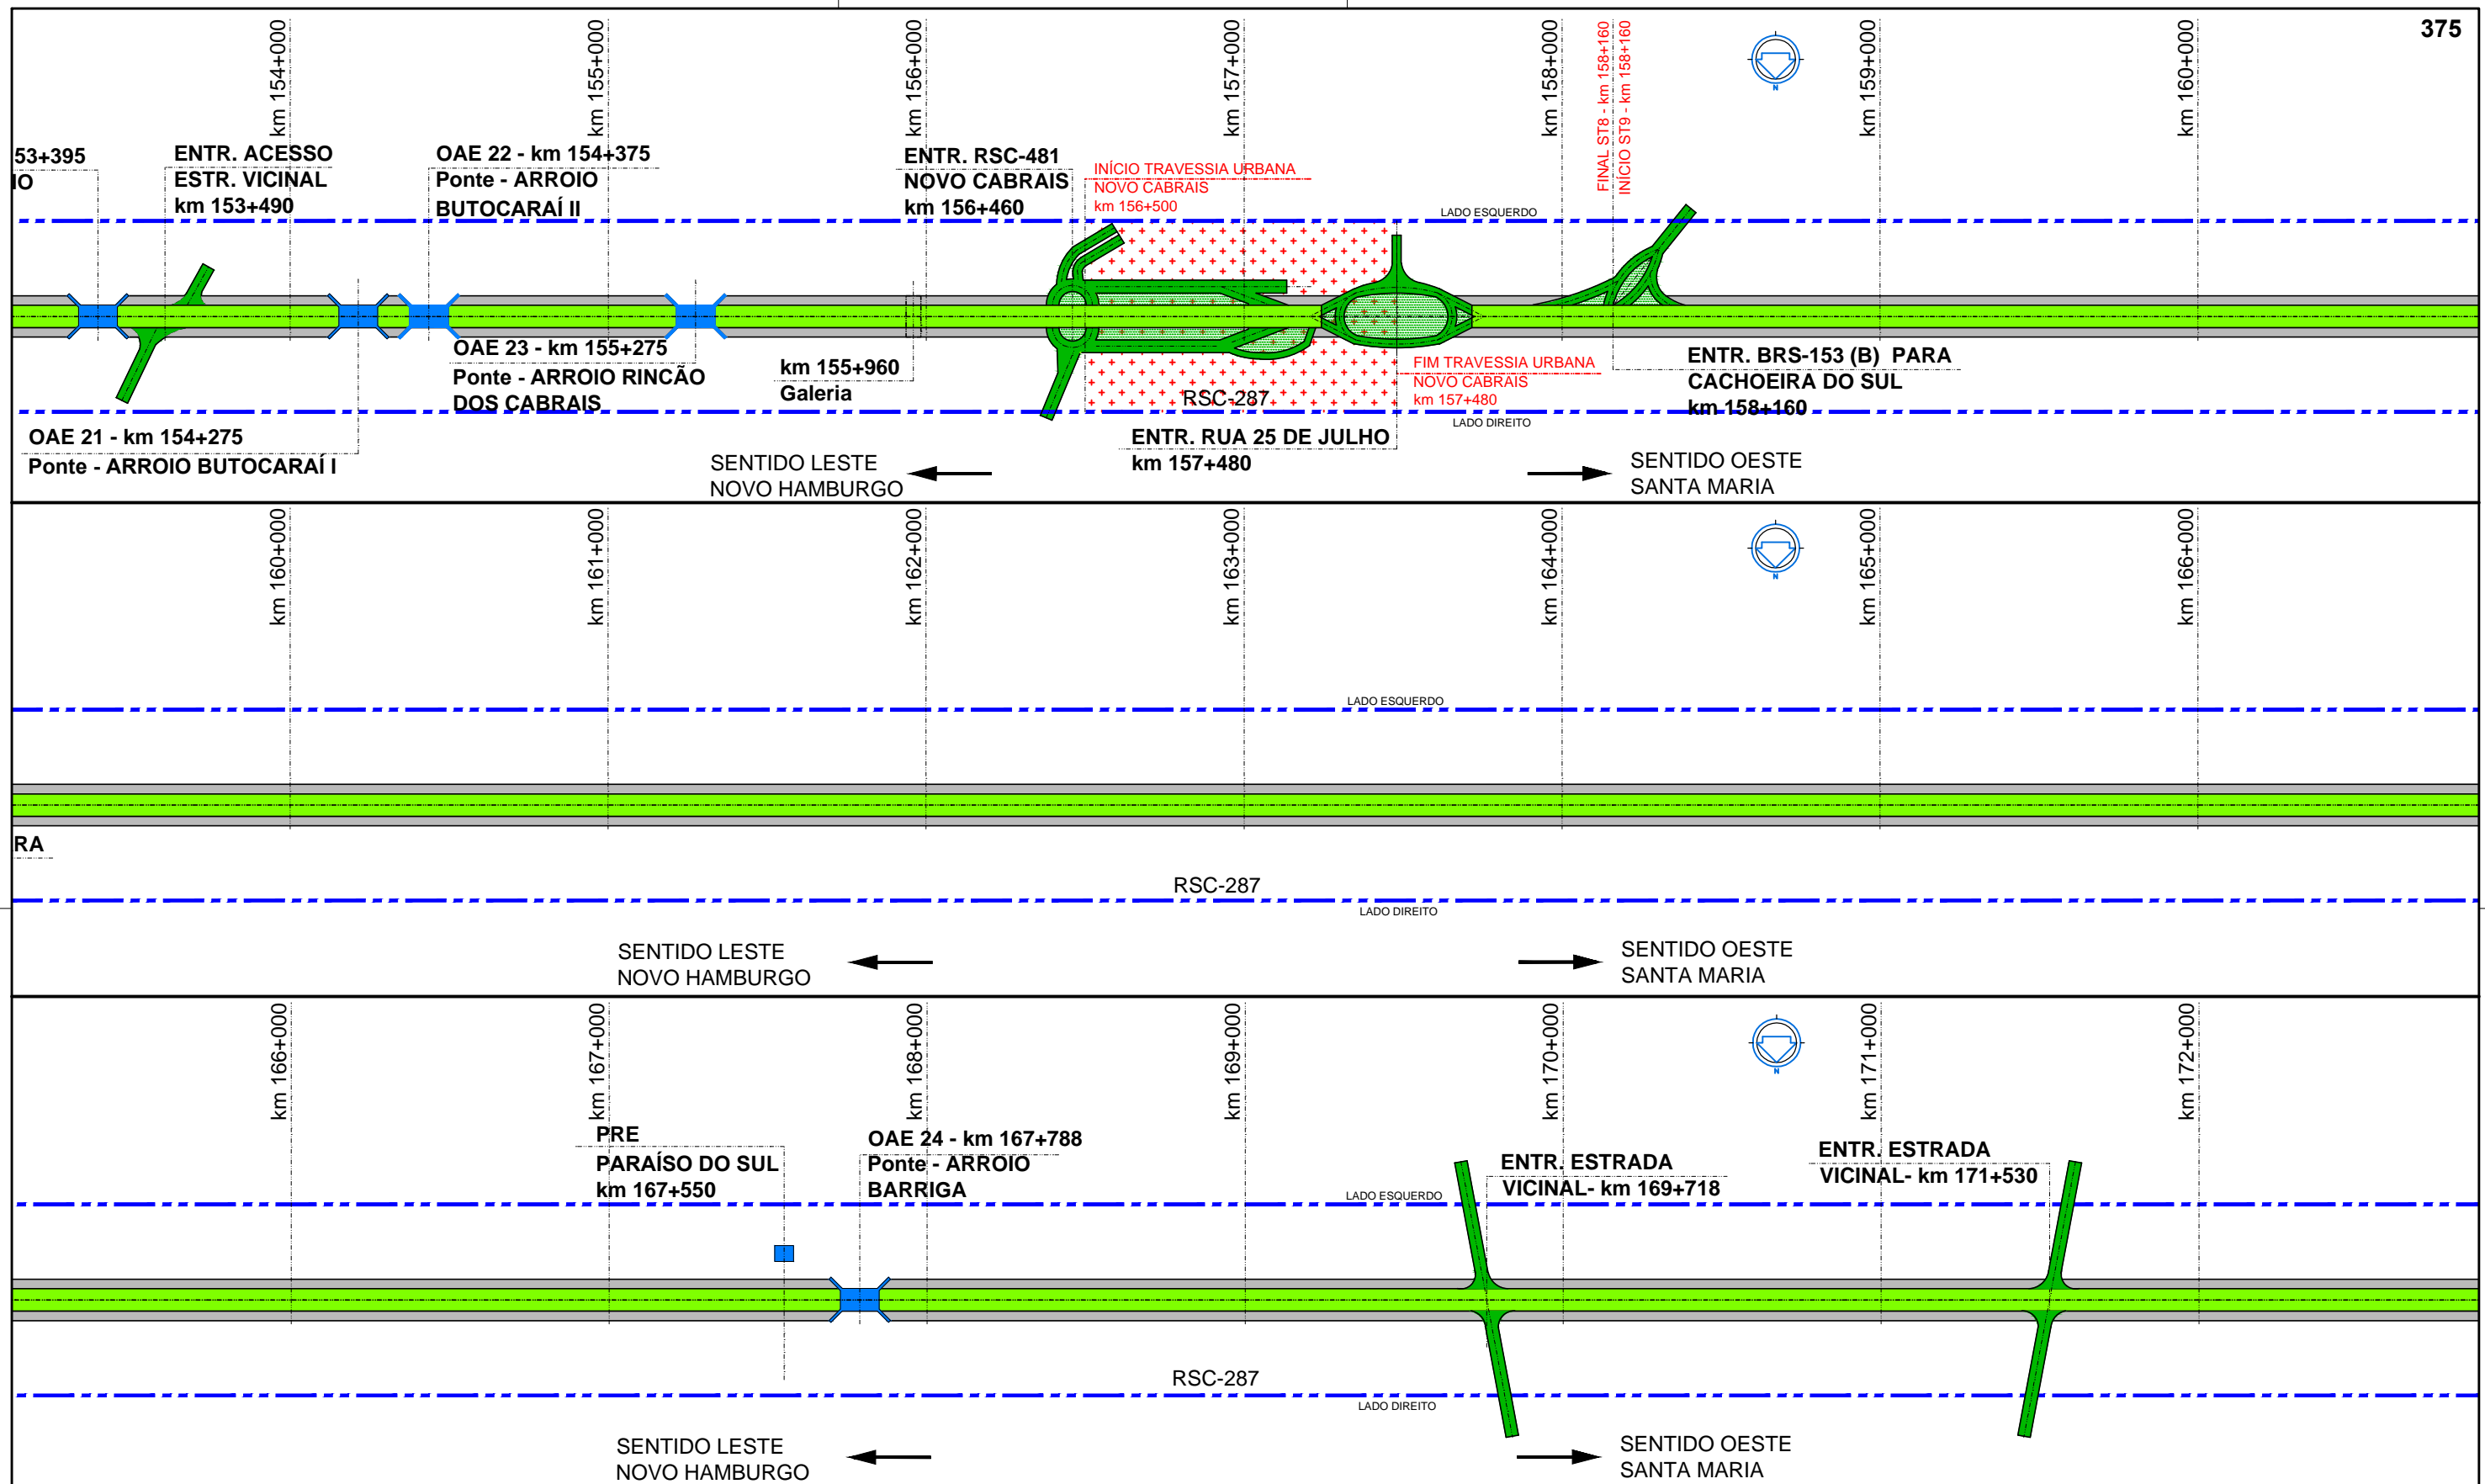 375
km 154+000
km 155+000
km 156+000
km 157+000
km 158+000
FINAL ST8 - km 158+160
INÍCIO ST9 - km 158+160
km 159+000
km 160+000
N
53+395
IO
ENTR. ACESSO
ESTR. VICINAL
km 153+490
OAE 22 - km 154+375
Ponte - ARROIO
BUTOCARAÍ II
ENTR. RSC-481
NOVO CABRAIS
km 156+460
INÍCIO TRAVESSIA URBANA
NOVO CABRAIS
km 156+500
LADO ESQUERDO
OAE 23 - km 155+275
Ponte - ARROIO RINCÃO
DOS CABRAIS
km 155+960
Galeria
RSC-287
FIM TRAVESSIA URBANA
NOVO CABRAIS
km 157+480
ENTR. BRS-153 (B) PARA
CACHOEIRA DO SUL
km 158+160
LADO DIREITO
OAE 21 - km 154+275
Ponte - ARROIO BUTOCARAÍ I
ENTR. RUA 25 DE JULHO
km 157+480
SENTIDO LESTE
NOVO HAMBURGO
SENTIDO OESTE
SANTA MARIA
km 160+000
km 161+000
km 162+000
km 163+000
km 164+000
km 165+000
km 166+000
N
LADO ESQUERDO
RA
RSC-287
LADO DIREITO
SENTIDO LESTE
NOVO HAMBURGO
SENTIDO OESTE
SANTA MARIA
km 166+000
km 167+000
km 168+000
km 169+000
km 170+000
km 171+000
km 172+000
N
PRE
PARAÍSO DO SUL
km 167+550
OAE 24 - km 167+788
Ponte - ARROIO
BARRIGA
LADO ESQUERDO
ENTR. ESTRADA
VICINAL- km 169+718
ENTR. ESTRADA
VICINAL- km 171+530
RSC-287
LADO DIREITO
SENTIDO LESTE
NOVO HAMBURGO
SENTIDO OESTE
SANTA MARIA